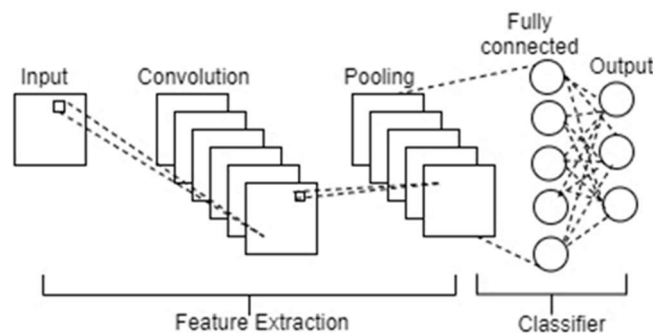 Input
Convolution
Pooling
Fully
connected
Output
Feature Extraction
Classifier